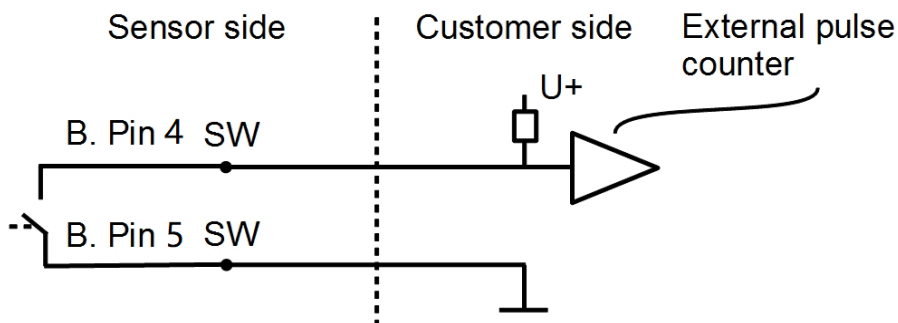 Sensor side
Customer side
External pulse
counter
U+
B. Pin 4 SW
B. Pin 5 SW